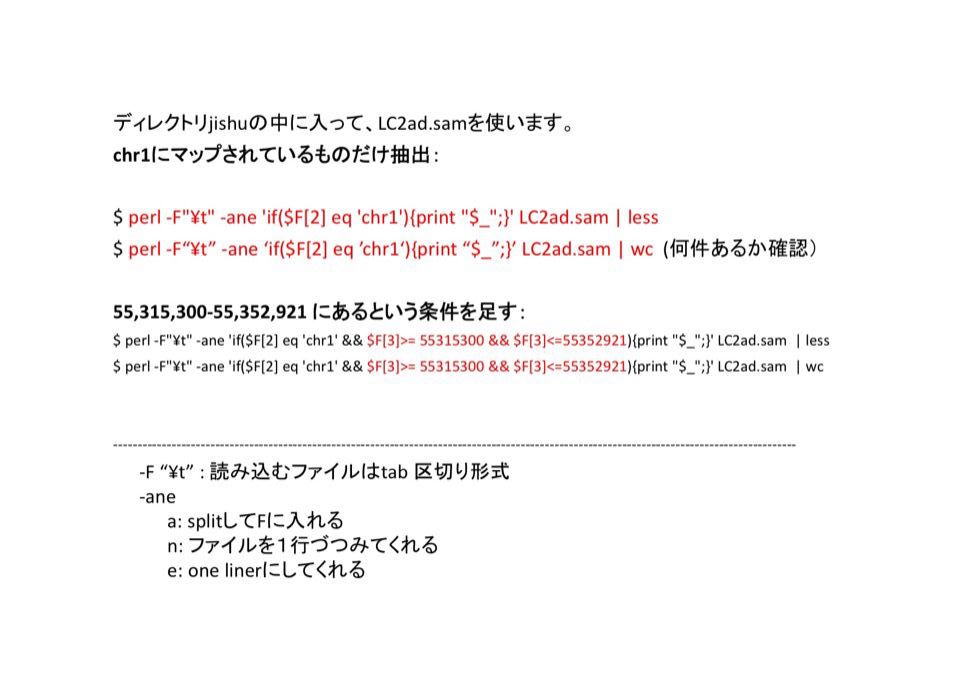 ディレクトリjishuの中に入って、LC2ad.samを使います。
chr1にマップされているものだけ抽出：
$ perl -F"¥t" -ane 'if($F[2] eq 'chr1'){print "$_";}' LC2ad.sam | less
$ perl -F“¥t” -ane ‘if($F[2] eq ’chr1‘){print “$_”;}’ LC2ad.sam | wc (何件あるか確認）
55,315,300-55,352,921 にあるという条件を足す：
$ perl -F"¥t" -ane 'if($F[2] eq 'chr1' && $F[3]>= 55315300 && $F[3]<=55352921){print "$_";}' LC2ad.sam | less
$ perl -F"¥t" -ane 'if($F[2] eq 'chr1' && $F[3]>= 55315300 && $F[3]<=55352921){print "$_";}' LC2ad.sam | wc
-F “¥t” : 読み込むファイルはtab 区切り形式
-ane
a: splitしてFに入れる
n: ファイルを１行づつみてくれる
e: one linerにしてくれる